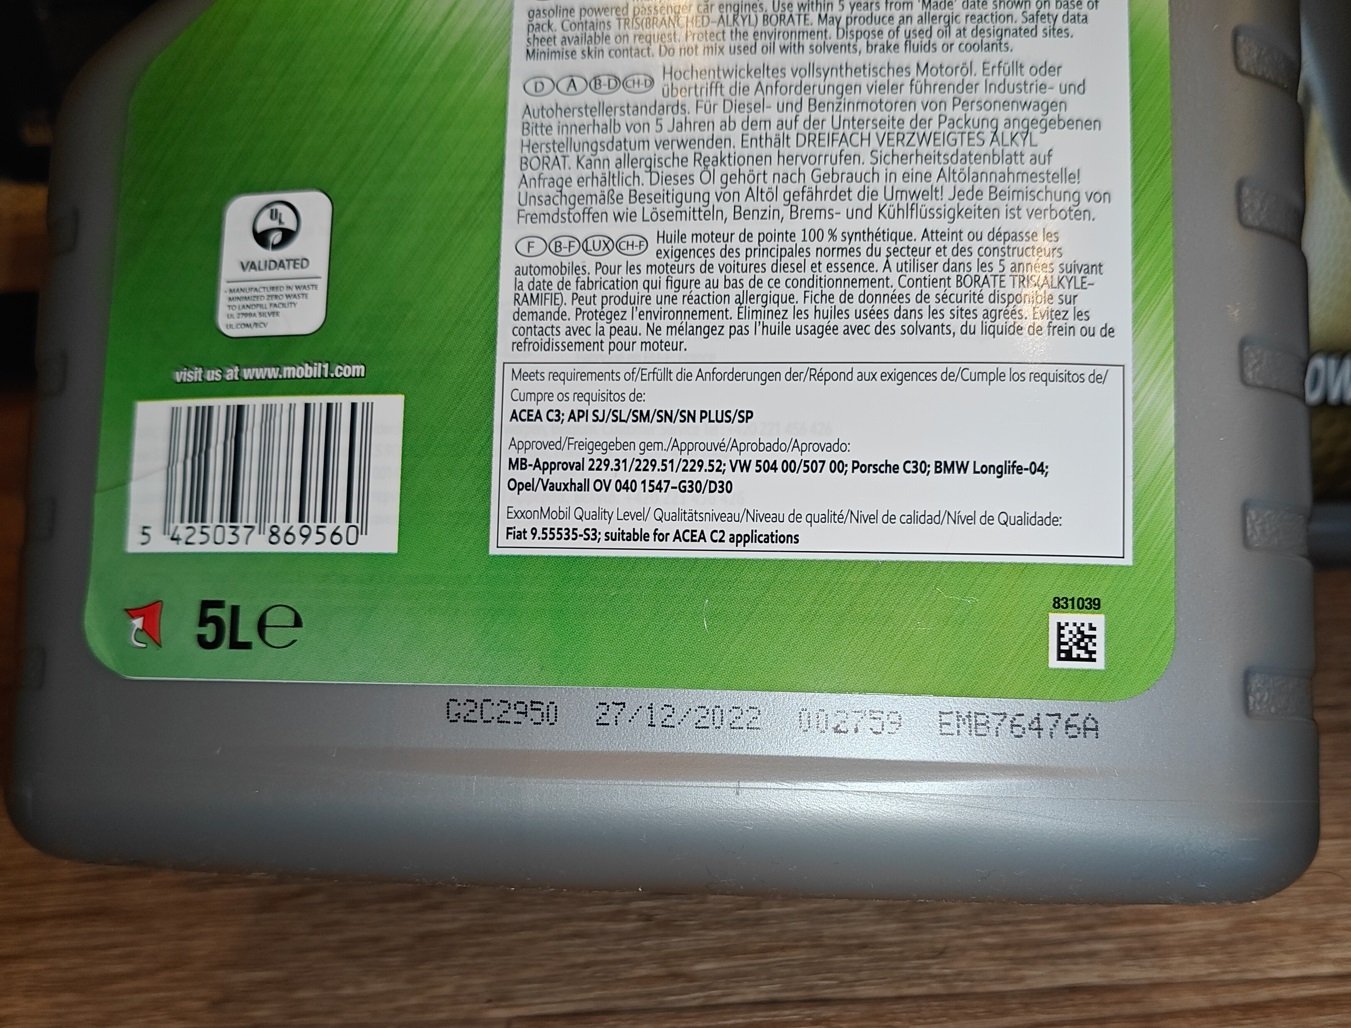 gasoline powered passenger car engines. Use within 5 years from 'Made' date shown on base of
pack. Contains TRIS(BRANCHED-ALKYL) BORATE. May produce an allergic reaction. Safety data
sheet available on request. Protect the environment. Dispose of used oil at designated sites.
Minimise skin contact. Do not mix used oil with solvents, brake fluids or coolants.
D A B-D CH-D Hochentwickeltes vollsynthetisches Motoröl. Erfüllt oder
übertrifft die Anforderungen vieler führender Industrie- und
Autoherstellerstandards. Für Diesel- und Benzinmotoren von Personenwagen
Bitte innerhalb von 5 Jahren ab dem auf der Unterseite der Packung angegebenen
Herstellungsdatum verwenden. Enthält DREIFACH VERZWEIGTES ALKYL
BORAT. Kann allergische Reaktionen hervorrufen. Sicherheitsdatenblatt auf
Anfrage erhältlich. Dieses Öl gehört nach Gebrauch in eine Altölannahmestelle!
Unsachgemäße Beseitigung von Altöl gefährdet die Umwelt! Jede Beimischung von
Fremdstoffen wie Lösemitteln, Benzin, Brems- und Kühlflüssigkeiten ist verboten.
F B-F LUX CH-F Huile moteur de pointe 100 % synthétique. Atteint ou dépasse les
exigences des principales normes du secteur et des constructeurs
automobiles. Pour les moteurs de voitures diesel et essence. À utiliser dans les 5 années suivant
la date de fabrication qui figure au bas de ce conditionnement. Contient BORATE TRIS(ALKYLE-
RAMIFIE). Peut produire une réaction allergique. Fiche de données de sécurité disponible sur
demande. Protégez l'environnement. Éliminez les huiles usées dans les sites agréés. Évitez les
contacts avec la peau. Ne mélangez pas l'huile usagée avec des solvants, du liquide de frein ou de
refroidissement pour moteur.
Meets requirements of/Erfüllt die Anforderungen der/Répond aux exigences de/Cumple los requisitos de/
Cumpre os requisitos de:
ACEA C3; API SJ/SL/SM/SN/SN PLUS/SP
Approved/Freigegeben gem./Approuvé/Aprobado/Aprovado:
MB-Approval 229.31/229.51/229.52; VW 504 00/507 00; Porsche C30; BMW Longlife-04;
Opel/Vauxhall OV 040 1547-G30/D30
ExxonMobil Quality Level/ Qualitätsniveau/Niveau de qualité/Nivel de calidad/Nível de Qualidade:
Fiat 9.55535-S3; suitable for ACEA C2 applications
UL
VALIDATED
- MANUFACTURED IN WASTE
MINIMIZED ZERO WASTE
TO LANDFILL FACILITY
UL 2799A SILVER
UL.COM/ECV
visit us at www.mobil1.com
5 425037 869560
5L e
831039
G2C2950 27/12/2022 002759 EMB76476A